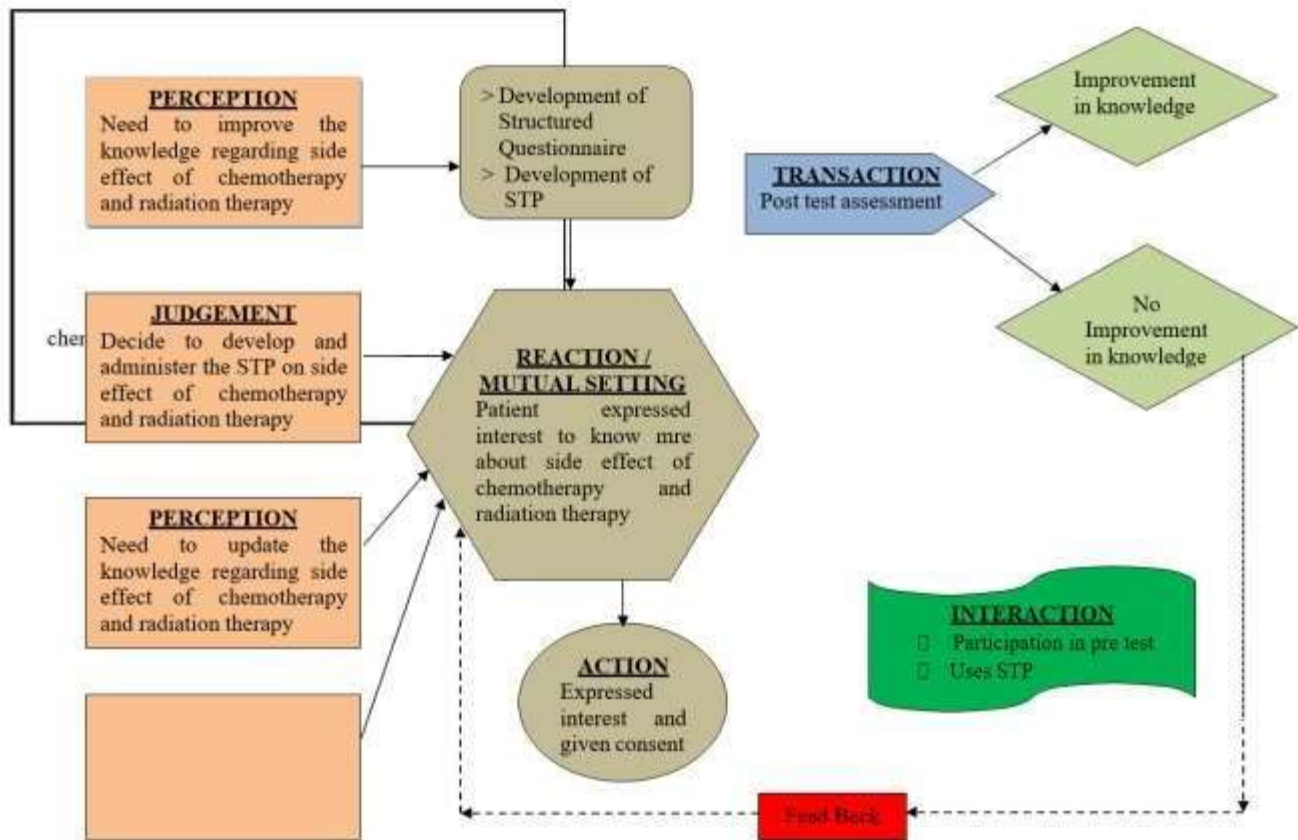 PERCEPTION
Need to improve the
knowledge regarding side
effect of chemotherapy
and radiation therapy
> Development of
Structured
Questionnaire
> Development of
STP
TRANSACTION
Post test assessment
Improvement
in knowledge
No
Improvement
in knowledge
cher
JUDGEMENT
Decide to develop and
administer the STP on side
effect of chemotherapy
and radiation therapy
REACTION /
MUTUAL SETTING
Patient expressed
interest to know mre
about side effect of
chemotherapy and
radiation therapy
PERCEPTION
Need to update the
knowledge regarding side
effect of chemotherapy
and radiation therapy
INTERACTION
Participation in pre test
Uses STP
ACTION
Expressed
interest and
given consent
Feed Back